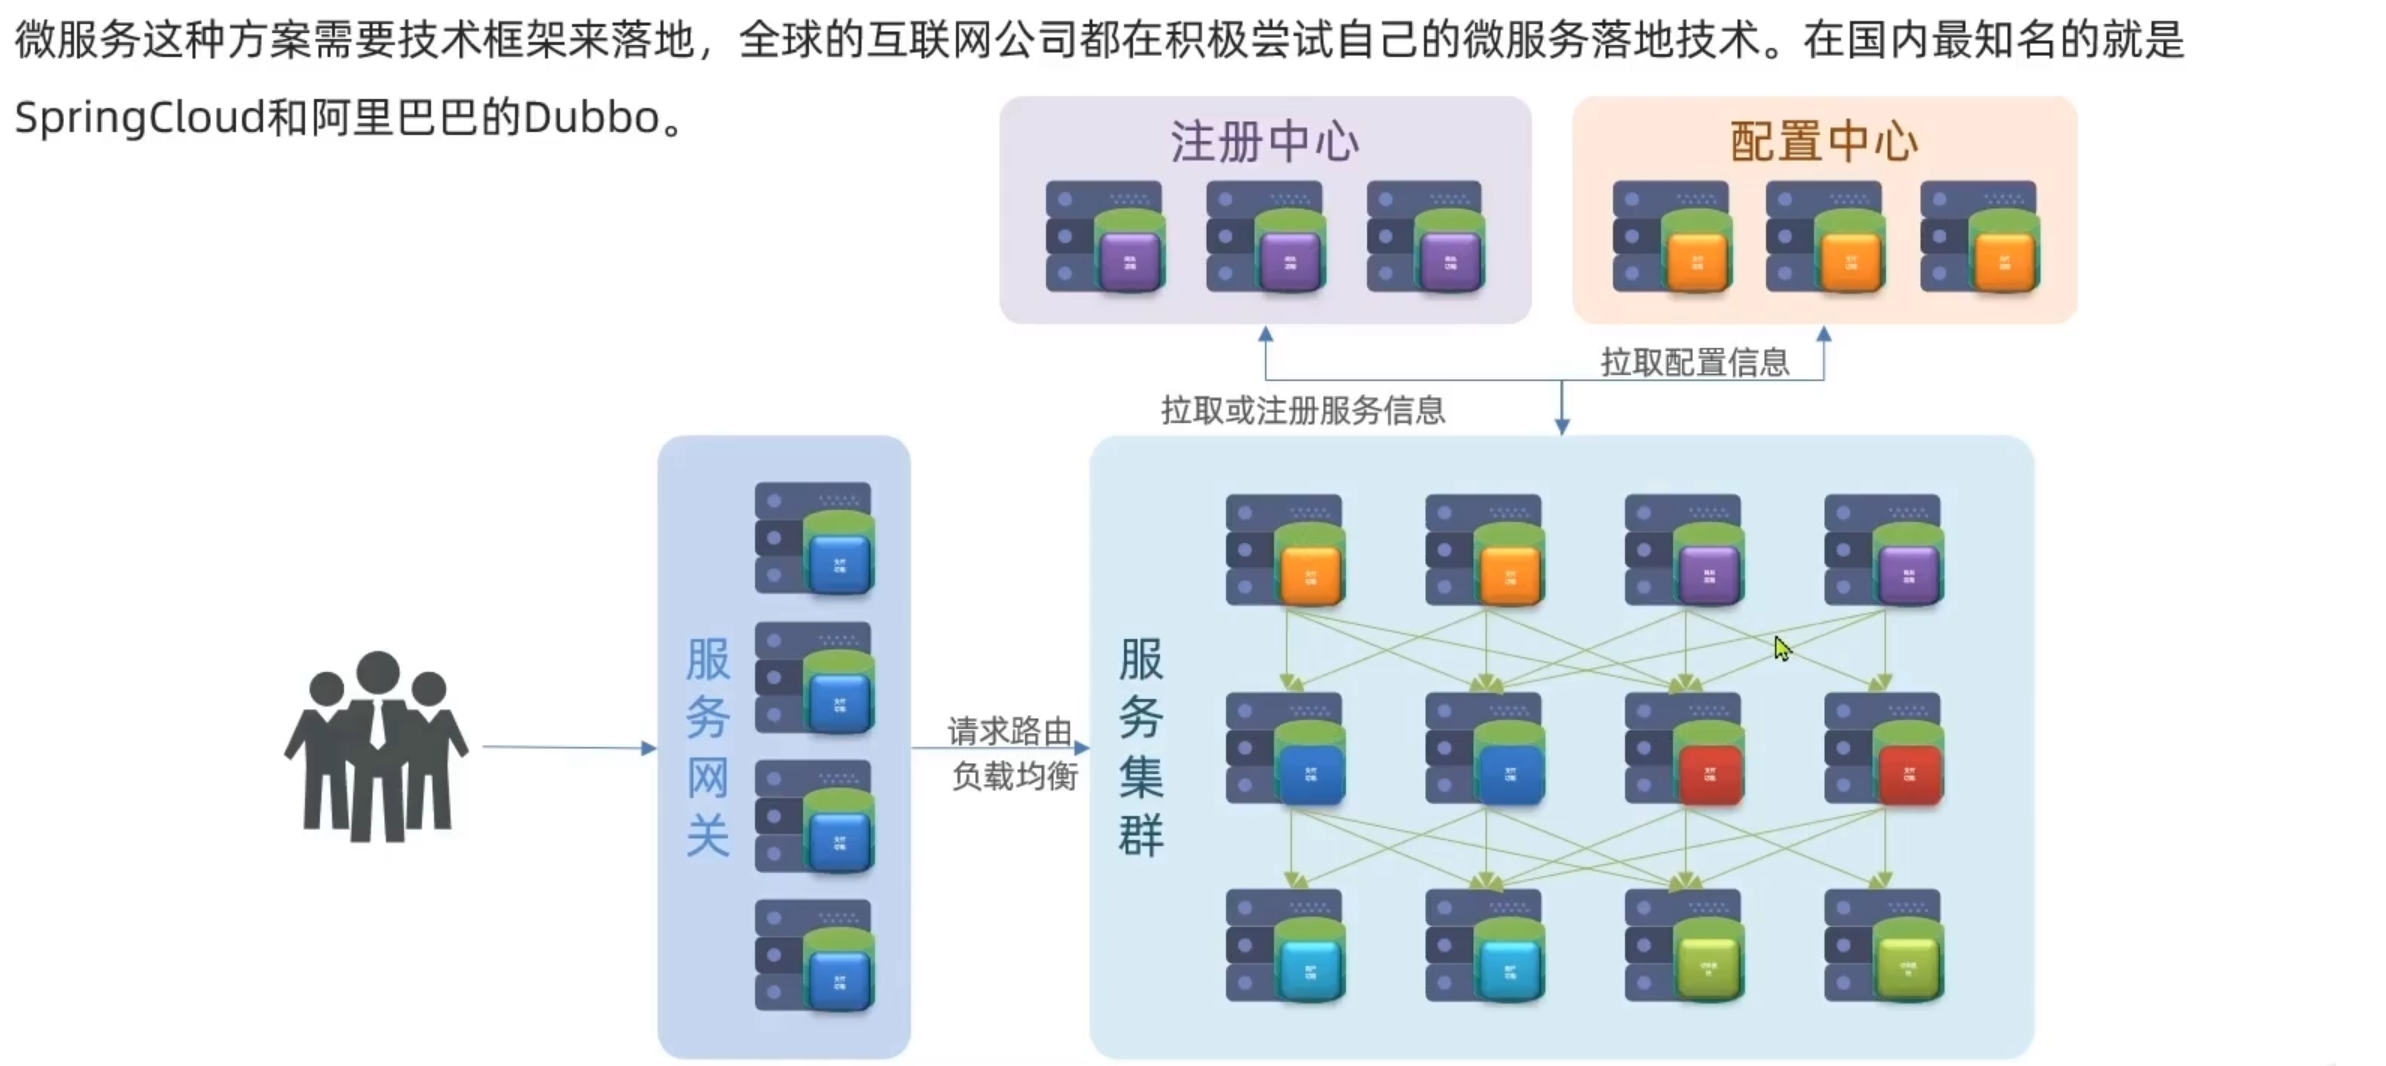 微服务这种方案需要技术框架来落地，全球的互联网公司都在积极尝试自己的微服务落地技术。在国内最知名的就是
SpringCloud和阿里巴巴的Dubbo。
注册中心
配置中心
拉取配置信息
拉取或注册服务信息
服务网关
请求路由
负载均衡
服务集群